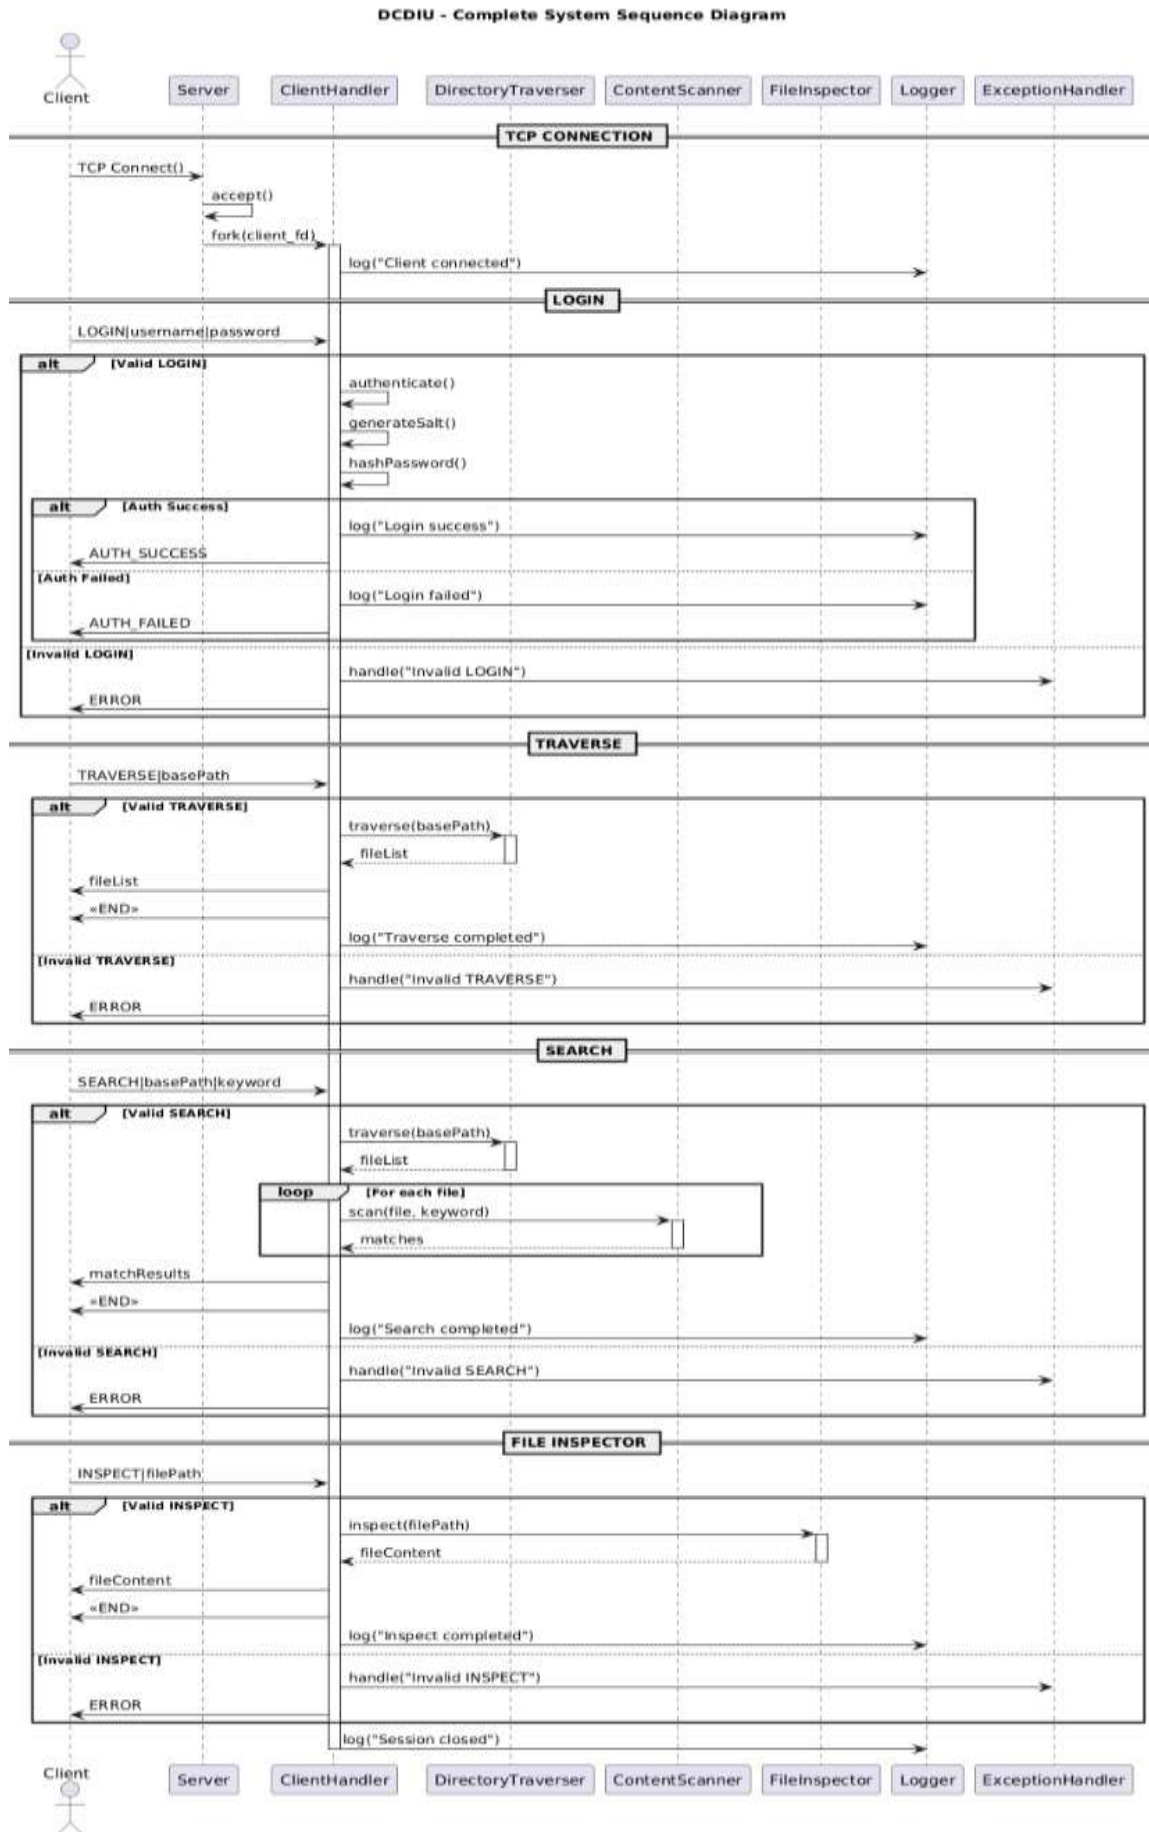 DCDIU - Complete System Sequence Diagram
Client
Server
ClientHandler
DirectoryTraverser
ContentScanner
FileInspector
Logger
ExceptionHandler
TCP CONNECTION
TCP Connect()
accept()
fork(client_fd)
log("Client connected")
LOGIN
LOGIN|username|password
alt [Valid LOGIN]
authenticate()
generateSalt()
hashPassword()
alt [Auth Success]
log("Login success")
AUTH_SUCCESS
[Auth Failed]
log("Login failed")
AUTH_FAILED
[Invalid LOGIN]
handle("Invalid LOGIN")
ERROR
TRAVERSE
TRAVERSE|basePath
alt [Valid TRAVERSE]
traverse(basePath)
fileList
fileList
«END»
log("Traverse completed")
[Invalid TRAVERSE]
handle("Invalid TRAVERSE")
ERROR
SEARCH
SEARCH|basePath|keyword
alt [Valid SEARCH]
traverse(basePath)
fileList
loop [For each file]
scan(file, keyword)
matches
matchResults
«END»
log("Search completed")
[Invalid SEARCH]
handle("Invalid SEARCH")
ERROR
FILE INSPECTOR
INSPECT|filePath
alt [Valid INSPECT]
inspect(filePath)
fileContent
fileContent
«END»
log("Inspect completed")
[Invalid INSPECT]
handle("Invalid INSPECT")
ERROR
log("Session closed")
Client
Server
ClientHandler
DirectoryTraverser
ContentScanner
FileInspector
Logger
ExceptionHandler